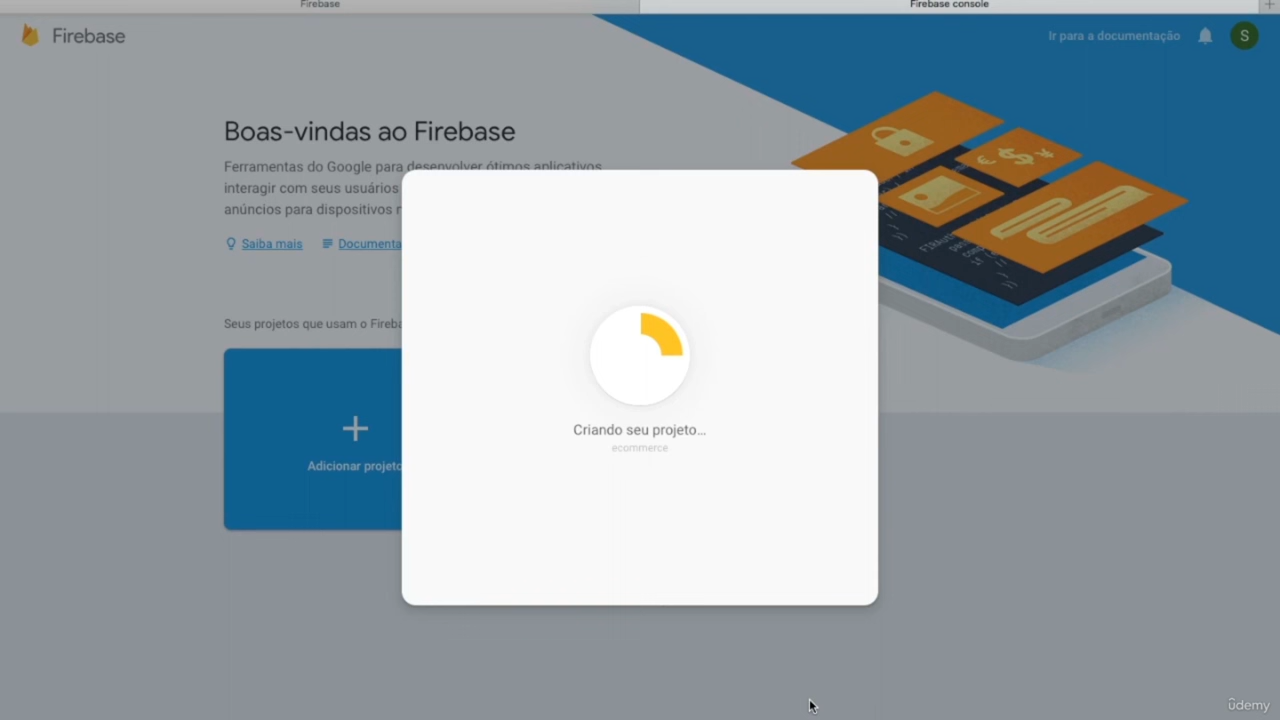 Firebase
Firebase console
Firebase
Ir para a documentação
S
Boas-vindas ao Firebase
Ferramentas do Google para desenvolver ótimos aplicativos,
interagir com seus usuários
anúncios para dispositivos
Saiba mais
Documenta
Seus projetos que usam o Fireba
Adicionar projeto
Criando seu projeto...
ecommerce
udemy